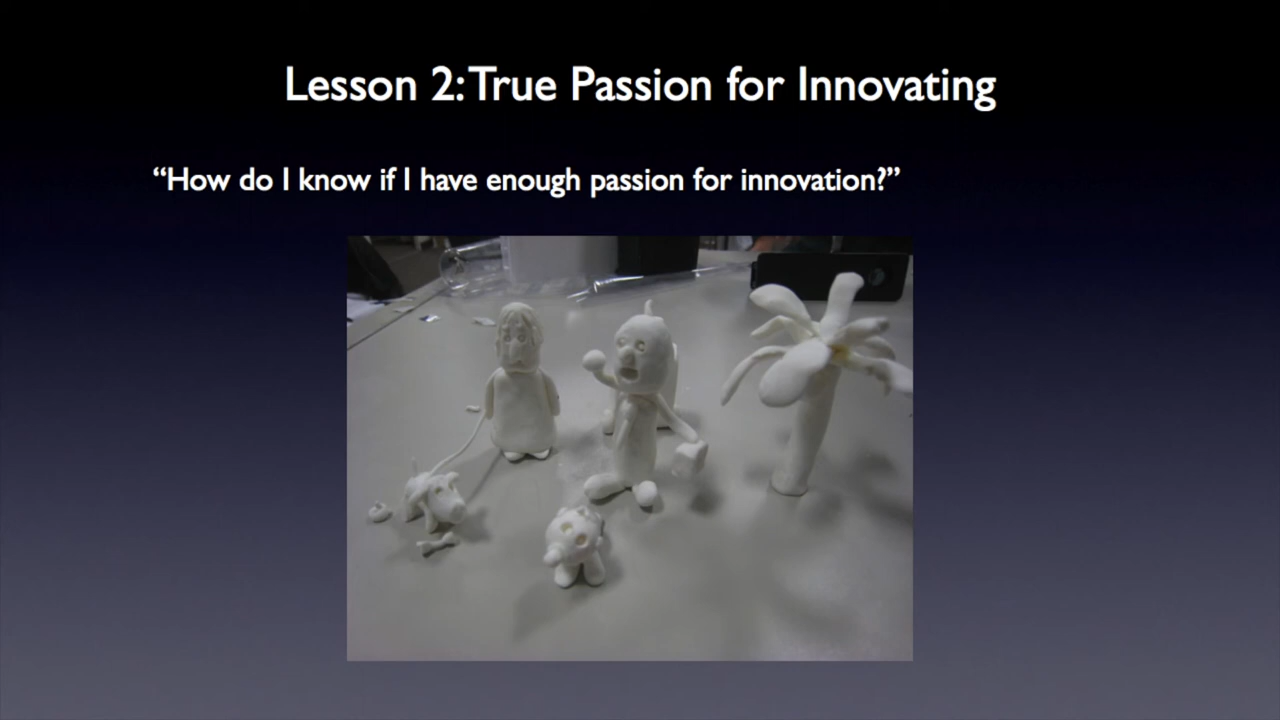 Lesson 2: True Passion for Innovating
“How do I know if I have enough passion for innovation?”